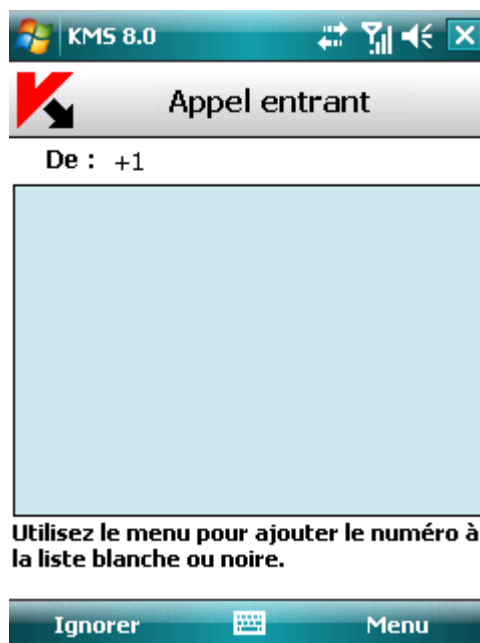 KMS 8.0
Appel entrant
De : +1
Utilisez le menu pour ajouter le numéro à
la liste blanche ou noire.
Ignorer Menu